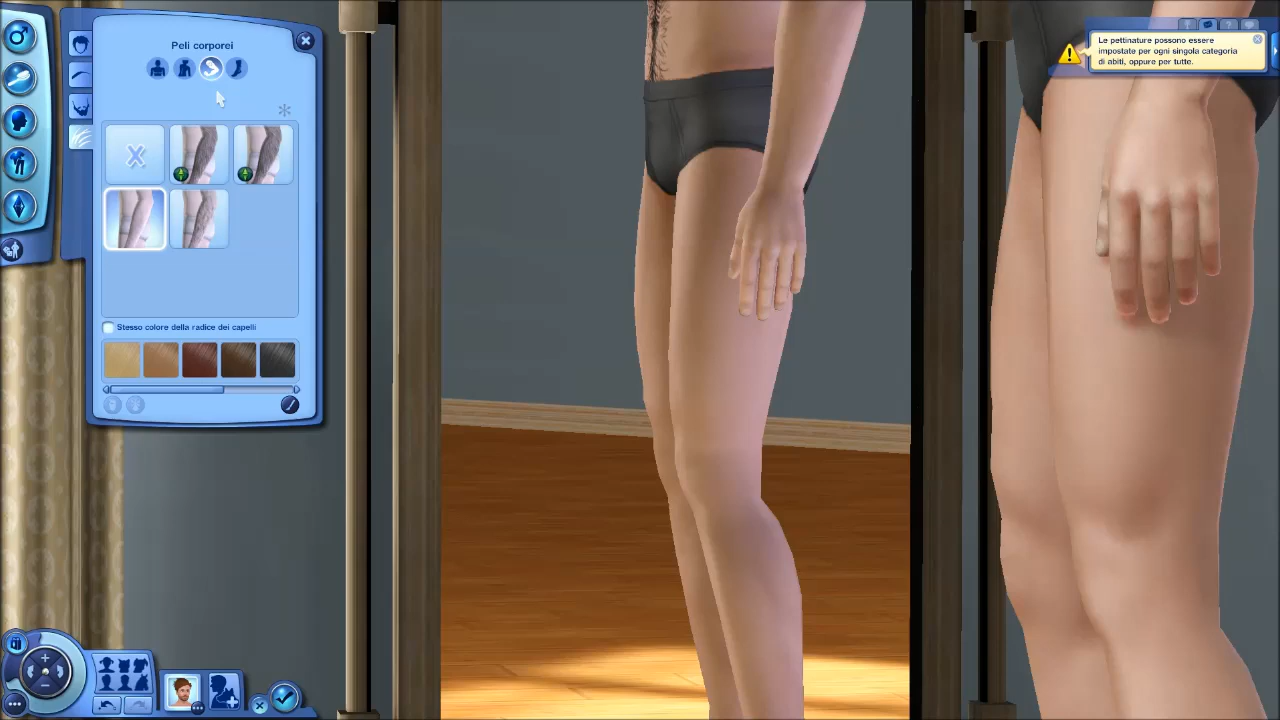 Peli corporei
Le pettinature possono essere
impostate per ogni singola categoria
di abiti, oppure per tutte.
Stesso colore della radice dei capelli